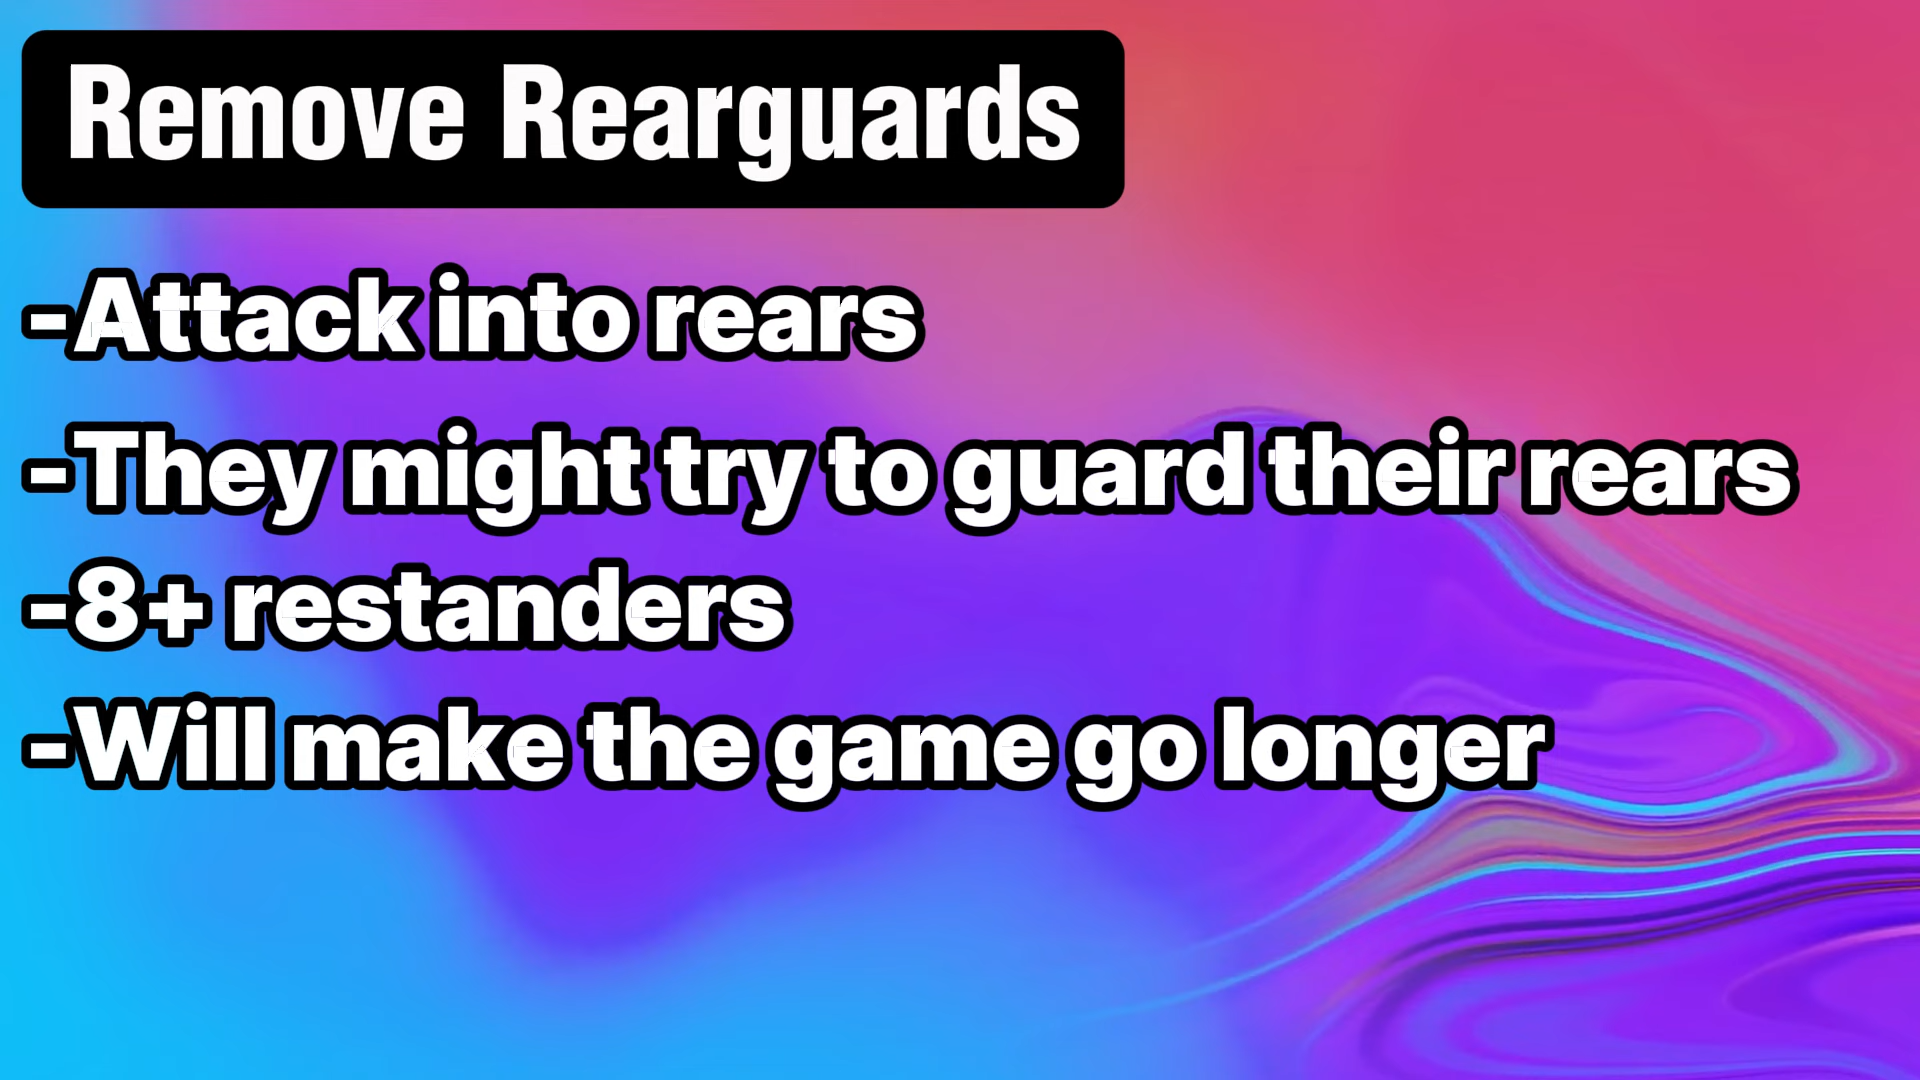 Remove Rearguards
-Attack into rears
-They might try to guard their rears
-8+ restanders
-Will make the game go longer